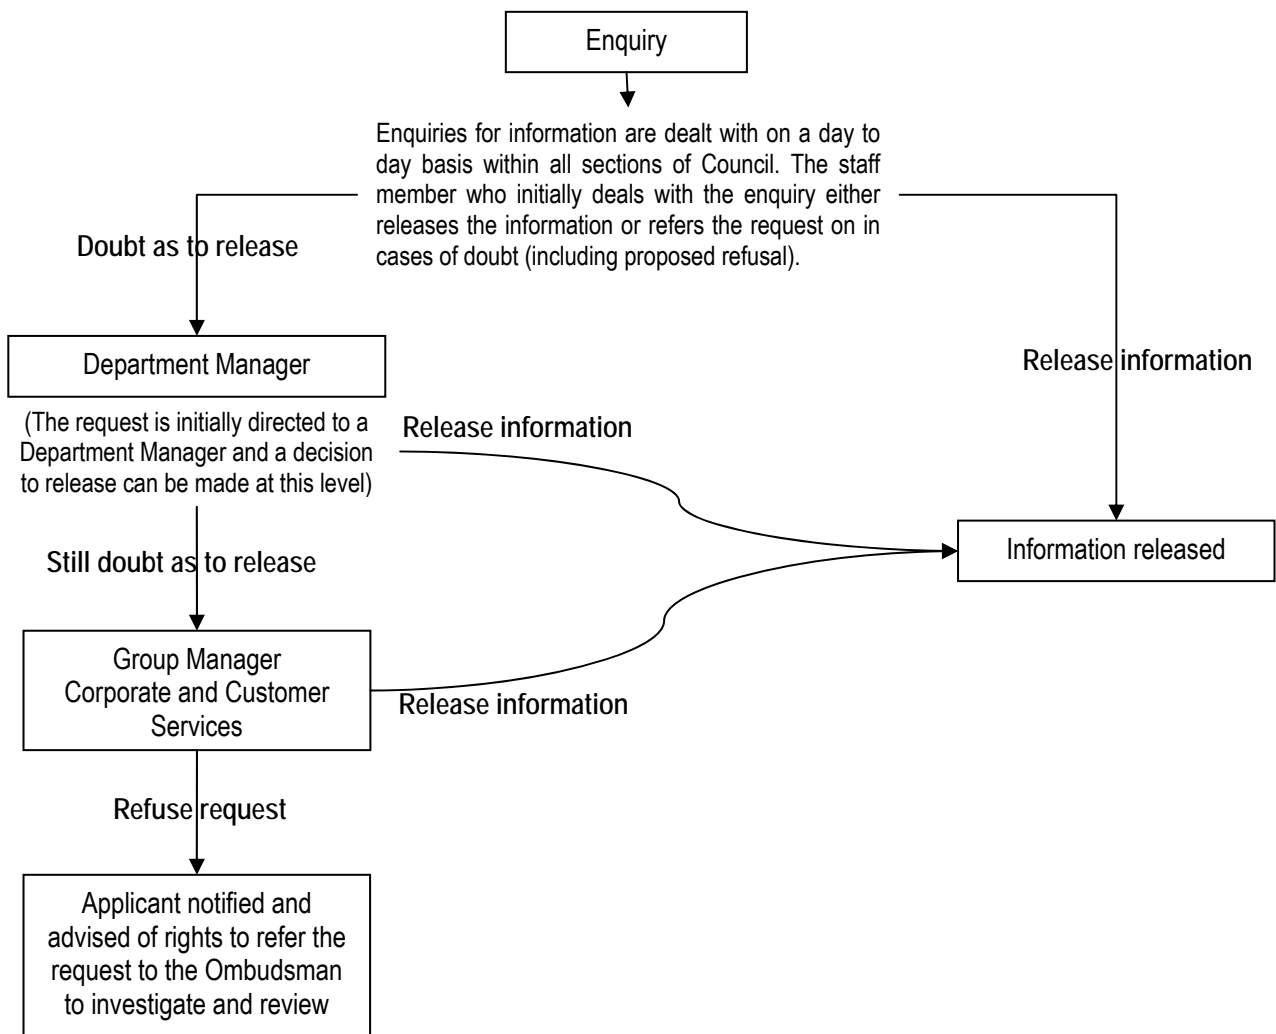 Enquiry
Enquiries for information are dealt with on a day to
day basis within all sections of Council. The staff
member who initially deals with the enquiry either
releases the information or refers the request on in
cases of doubt (including proposed refusal).
Doubt as to release
Release information
Department Manager
(The request is initially directed to a
Department Manager and a decision
to release can be made at this level)
Release information
Still doubt as to release
Information released
Group Manager
Corporate and Customer
Services
Release information
Refuse request
Applicant notified and
advised of rights to refer the
request to the Ombudsman
to investigate and review